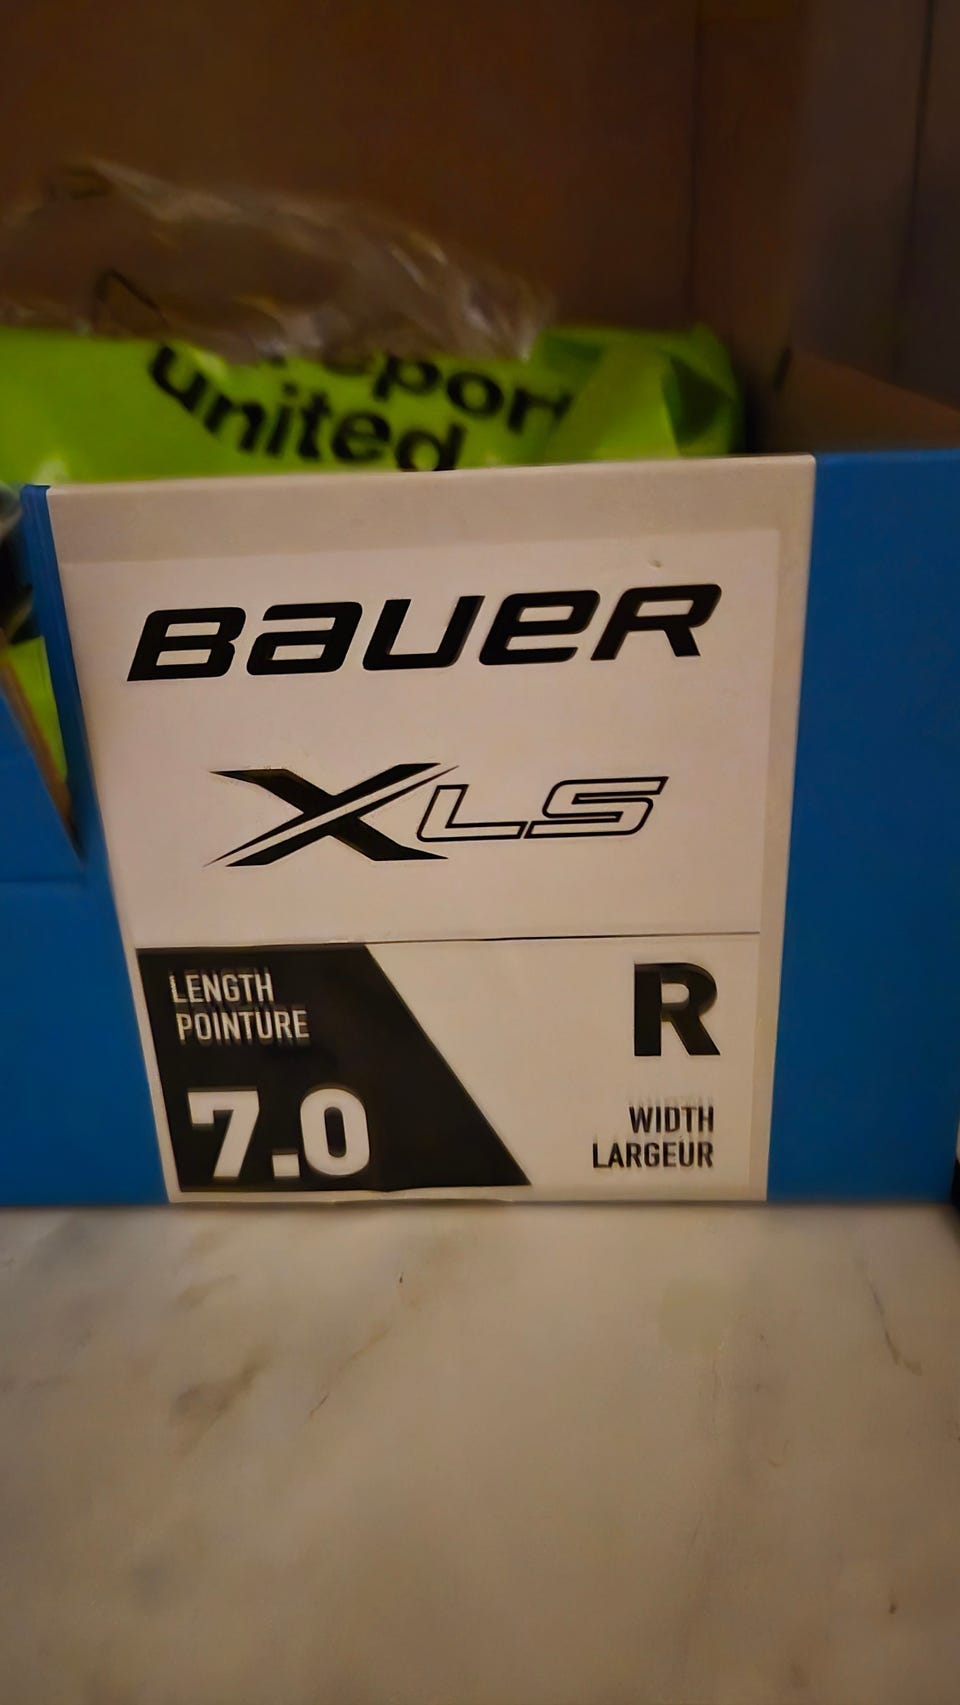 united
BAUER
XLS
LENGTH
POINTURE
7.0
R
WIDTH
LARGEUR